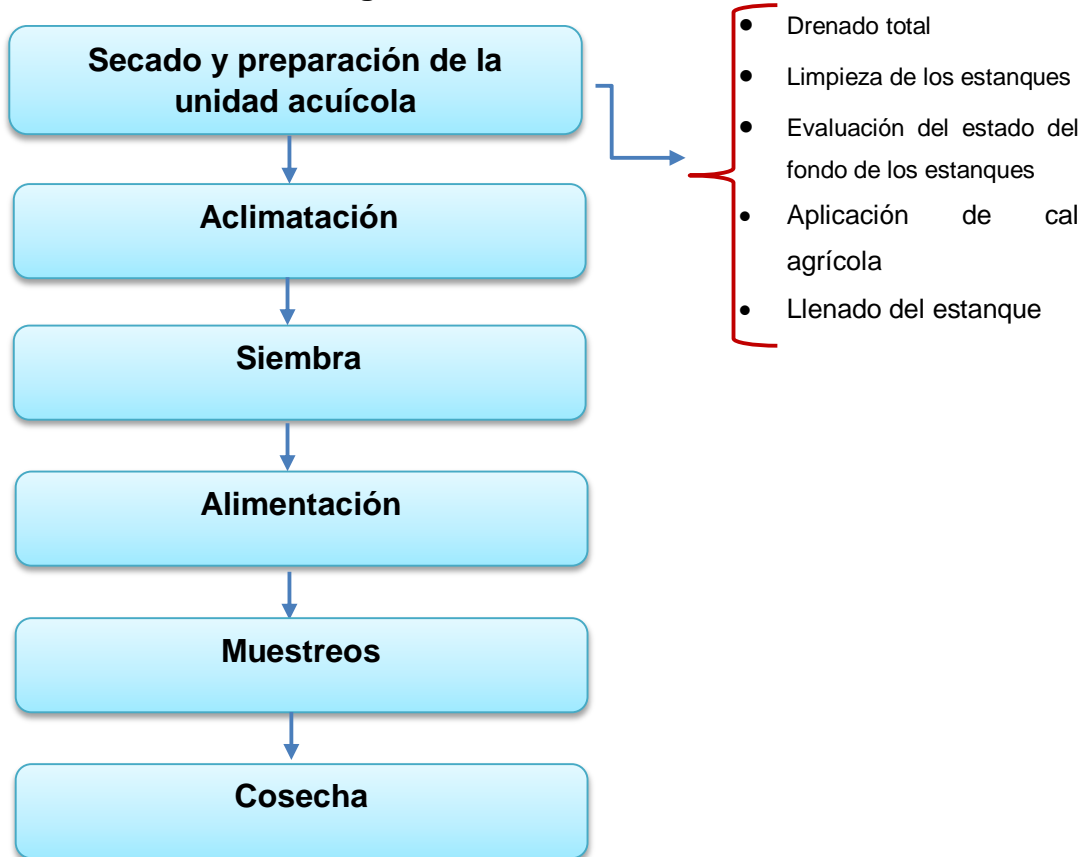 Secado y preparación de la
unidad acuícola
Aclimatación
Siembra
Alimentación
Muestreos
Cosecha
• Drenado total
• Limpieza de los estanques
• Evaluación del estado del
fondo de los estanques
• Aplicación de cal
agrícola
• Llenado del estanque